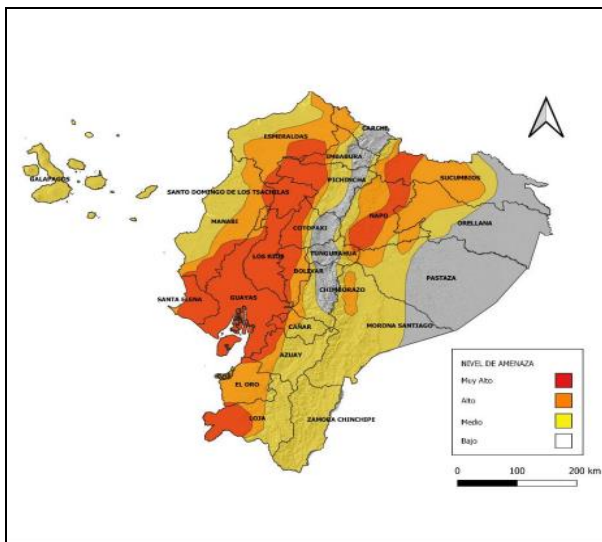 CARCHI
ESMERALDAS
IMBABURA
GALAPAGOS
PICHINCHA
SUCUMBIOS
SANTO DOMINGO DE LOS TSACHILAS
NAPO
MANABI
ORELLANA
COTOPAXI
LOS RIOS
TUNGURAHUA
BOLIVAR
PASTAZA
CHIMBORAZO
SANTA ELENA
GUAYAS
MORONA SANTIAGO
CAÑAR
AZUAY
EL ORO
LOJA
ZAMORA CHINCHIPE
NIVEL DE AMENAZA
Muy Alto
Alto
Medio
Bajo
0 100 200 km